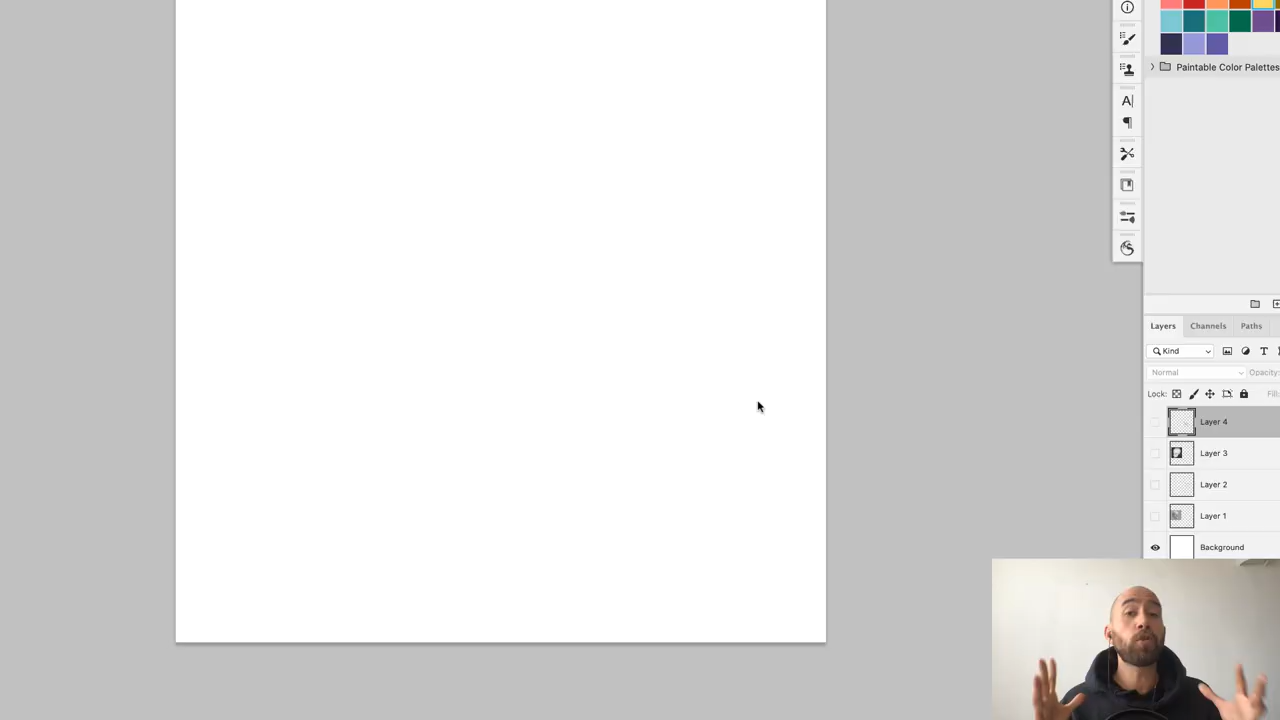 Paintable Color Palettes
Layers Channels Paths
Kind
Normal Opacity:
Lock: Fill:
Layer 4
Layer 3
Layer 2
Layer 1
Background